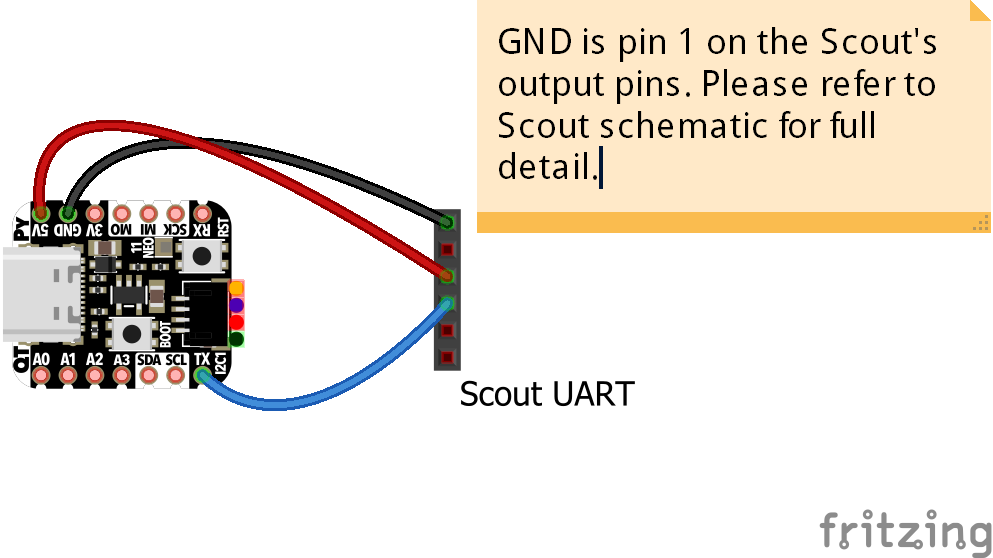 GND is pin 1 on the Scout's
output pins. Please refer to
Scout schematic for full
detail.
5V GND 3V MO MI SCK RX
RST
PY
11
NEO
BOOT
QT
A0 A1 A2 A3 SDA SCL TX
I2C1
Scout UART
fritzing